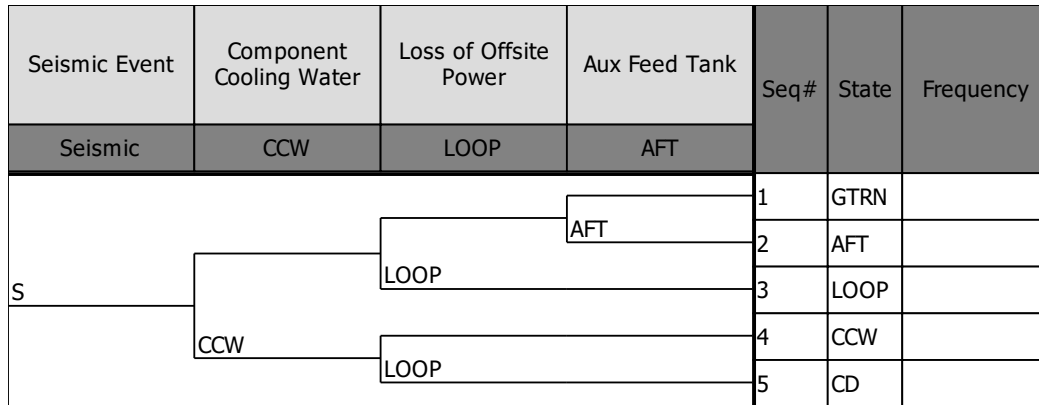 Seismic Event
Component
Cooling Water
Loss of Offsite
Power
Aux Feed Tank
Seq#
State
Frequency
Seismic
CCW
LOOP
AFT
1
GTRN
AFT
2
AFT
LOOP
3
LOOP
S
CCW
4
CCW
LOOP
5
CD